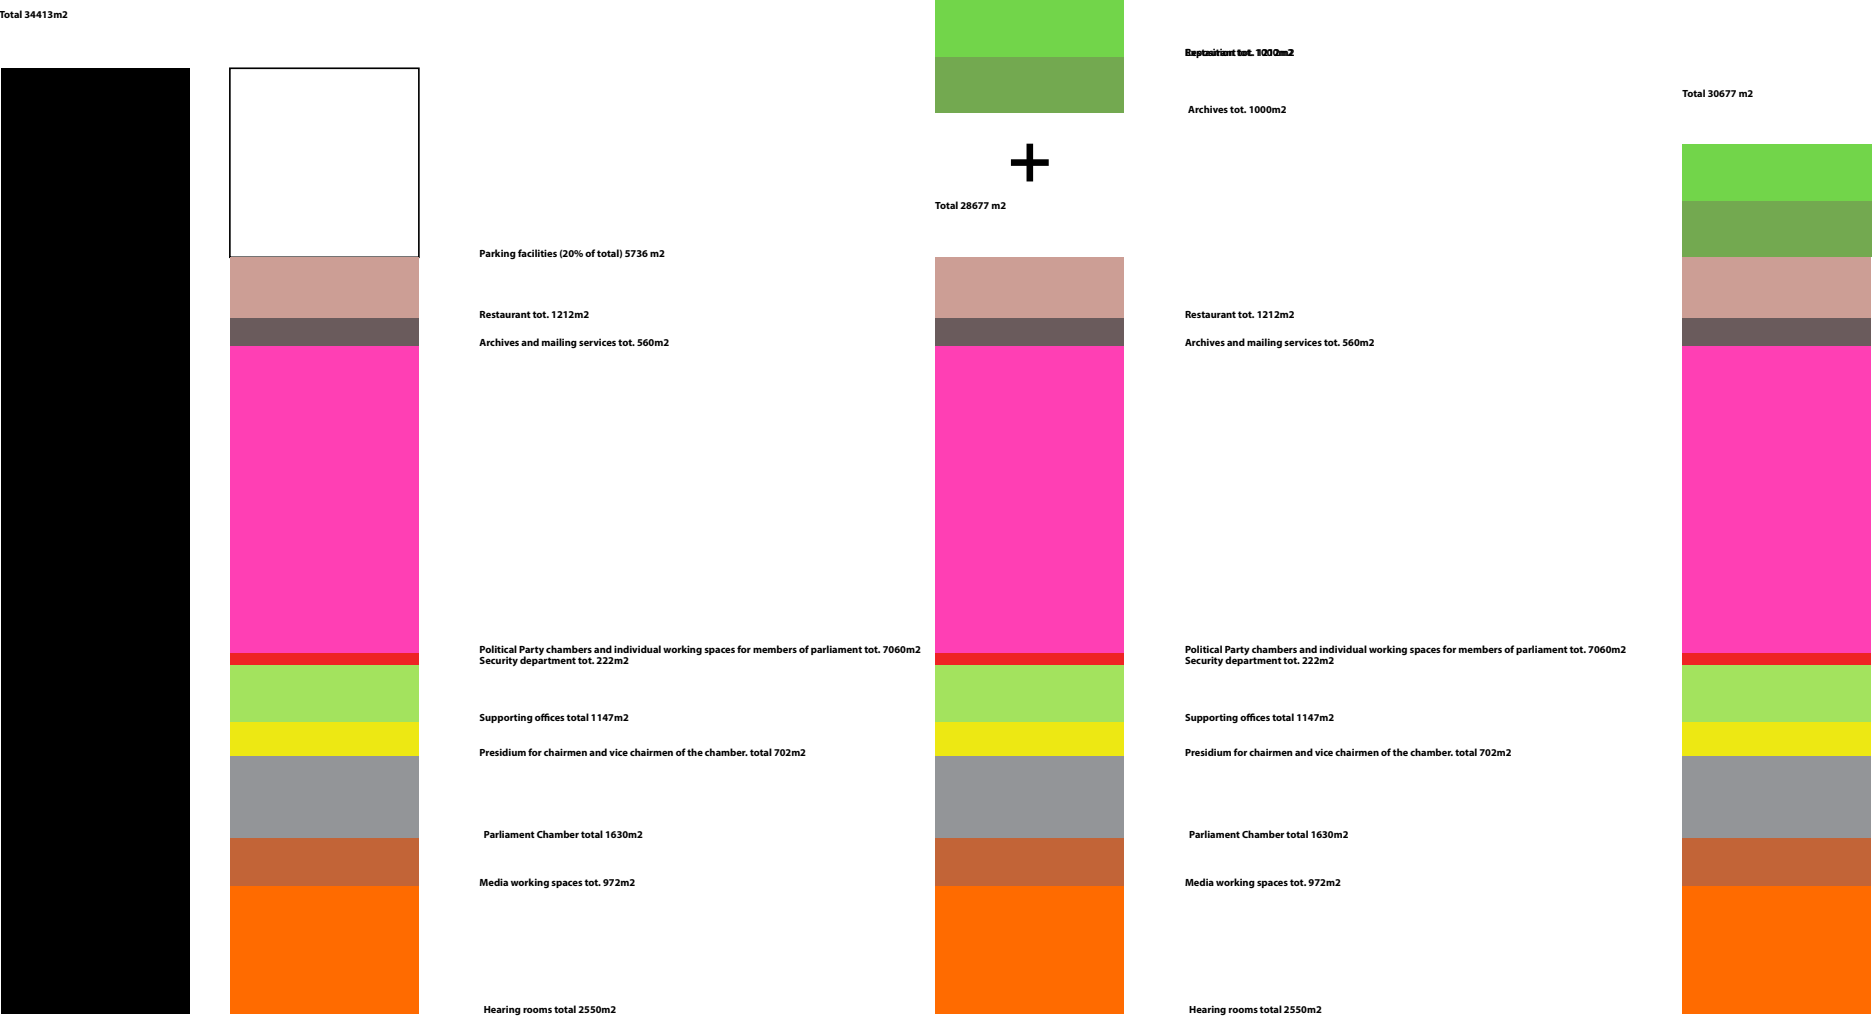 Total 34413m2
Parking facilities (20% of total) 5736 m2
Restaurant tot. 1212m2
Archives and mailing services tot. 560m2
Political Party chambers and individual working spaces for members of parliament tot. 7060m2
Security department tot. 222m2
Supporting offices total 1147m2
Presidium for chairmen and vice chairmen of the chamber. total 702m2
Parliament Chamber total 1630m2
Media working spaces tot. 972m2
Hearing rooms total 2550m2
Archives tot. 1000m2
+
Total 28677 m2
Restaurant tot. 1212m2
Archives and mailing services tot. 560m2
Political Party chambers and individual working spaces for members of parliament tot. 7060m2
Security department tot. 222m2
Supporting offices total 1147m2
Presidium for chairmen and vice chairmen of the chamber. total 702m2
Parliament Chamber total 1630m2
Media working spaces tot. 972m2
Hearing rooms total 2550m2
Total 30677 m2